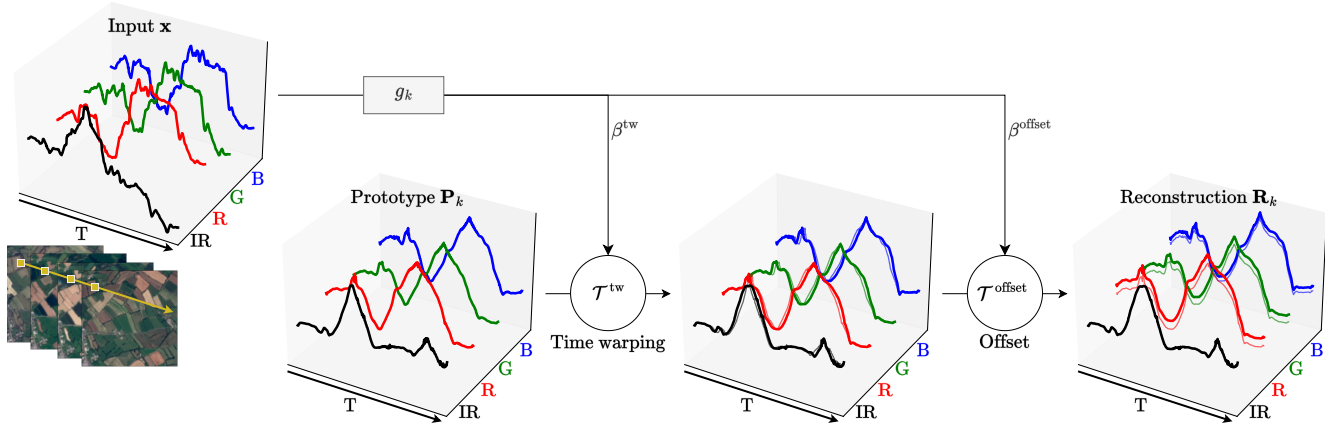 Input x
T
IR
R
G
B
g_k
β^tw
β^offset
Prototype P_k
T
IR
R
G
B
𝒯^tw
Time warping
T
IR
R
G
B
𝒯^offset
Offset
Reconstruction R_k
T
IR
R
G
B